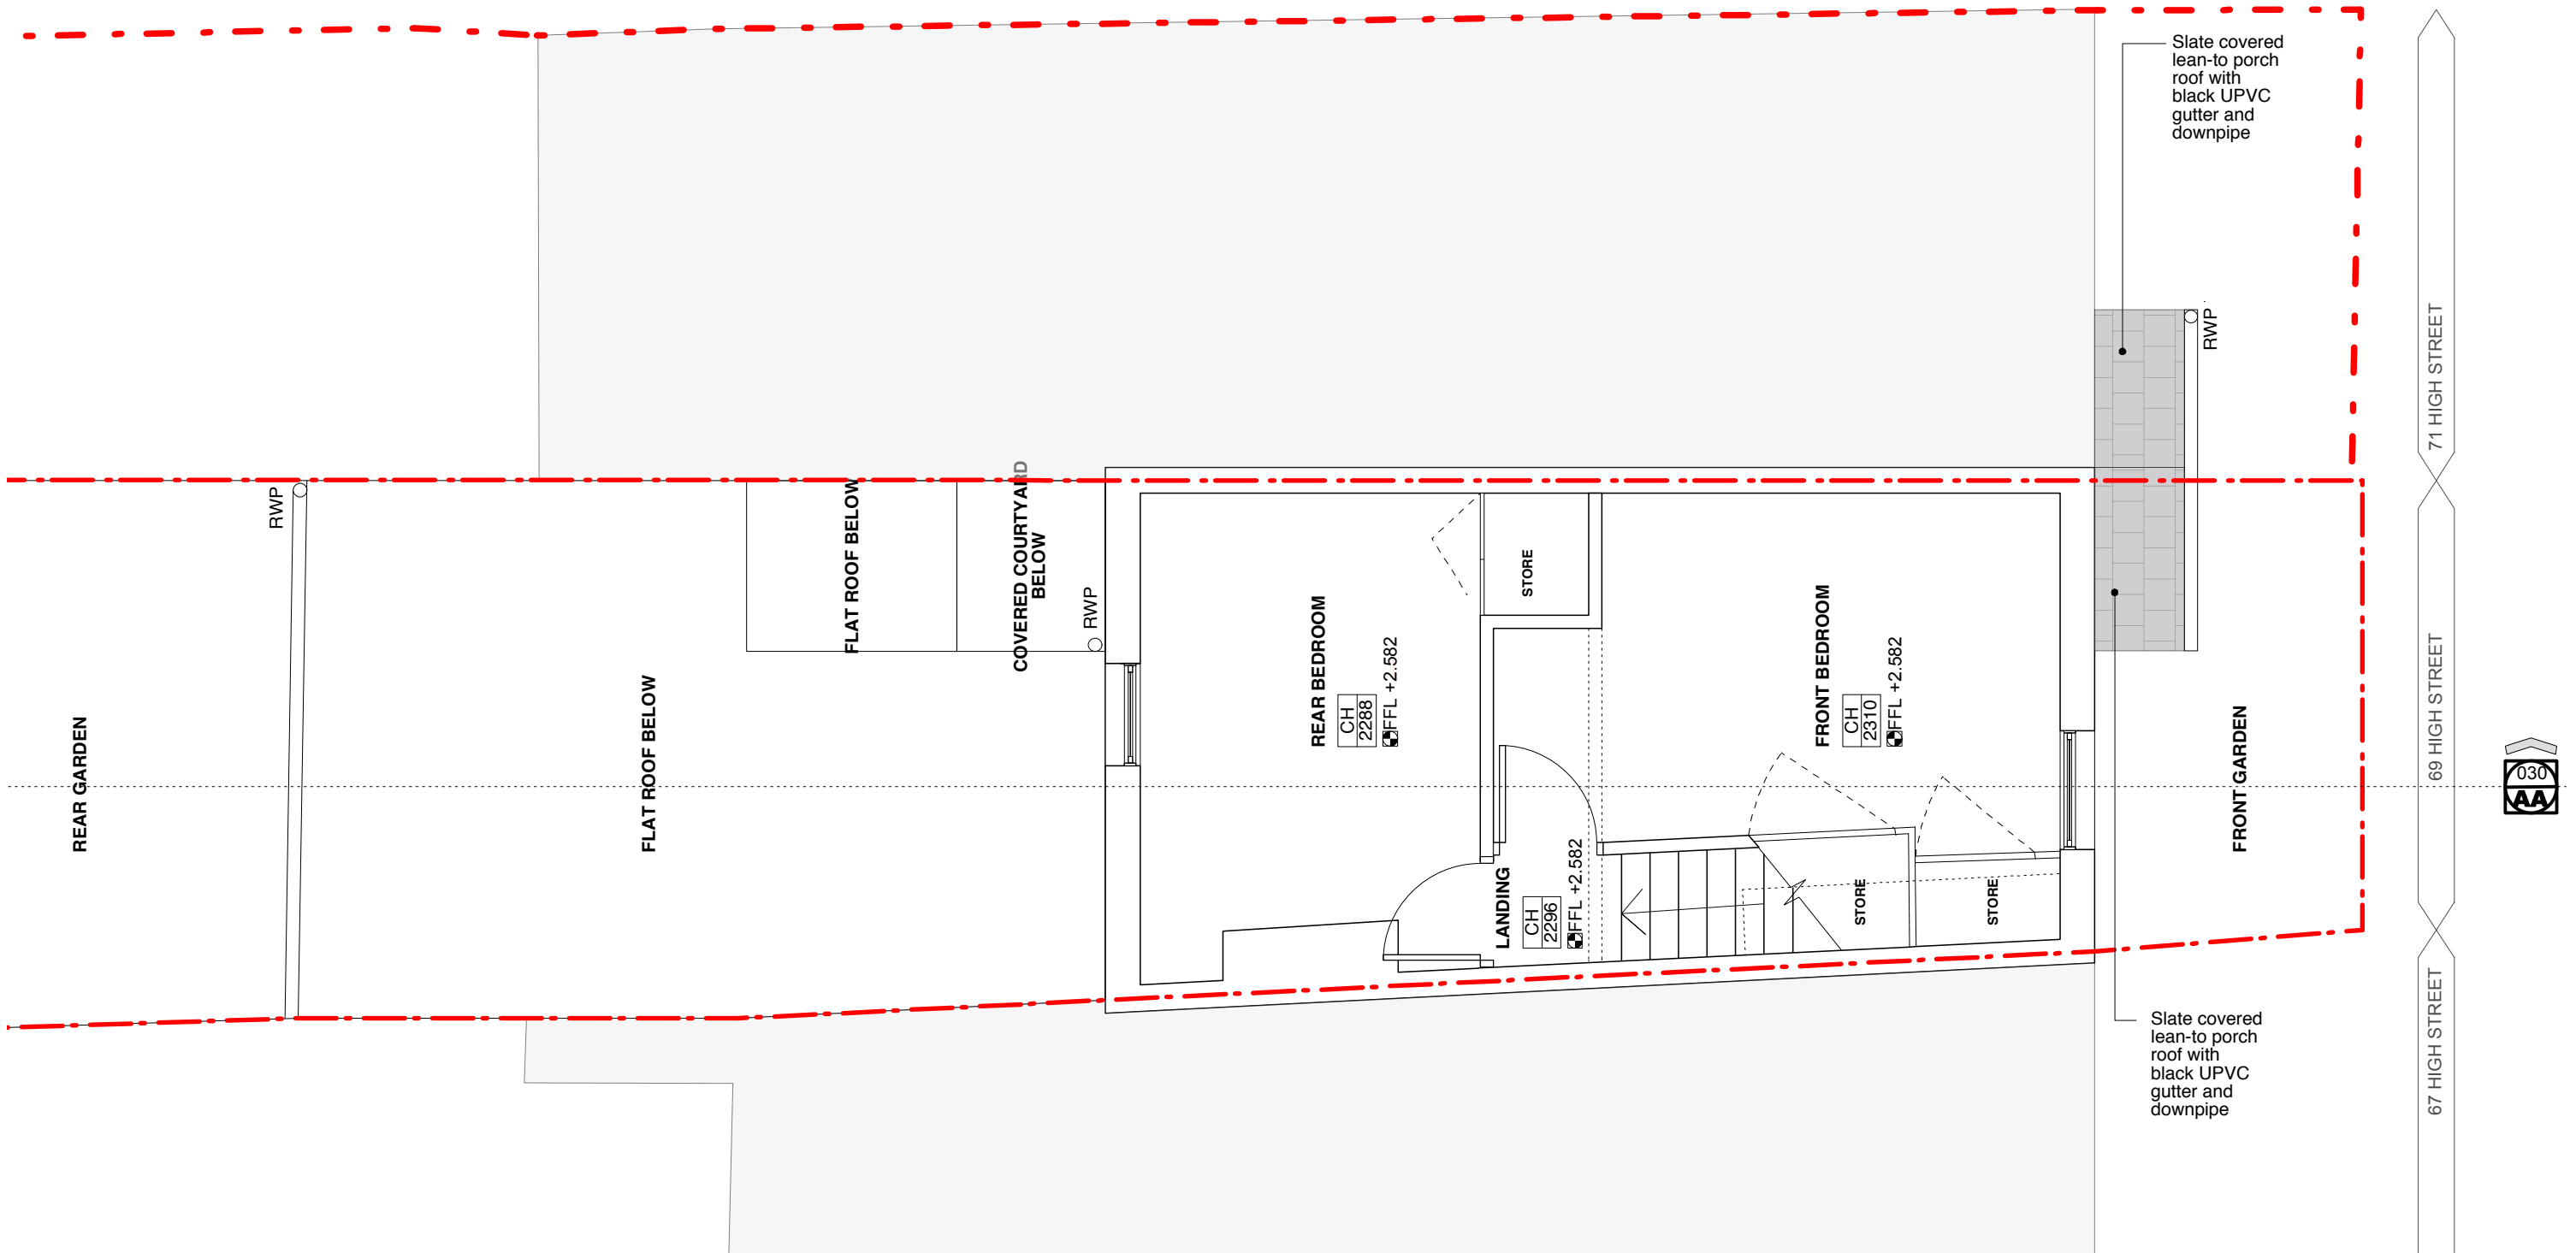 Slate covered
lean-to porch
roof with
black UPVC
gutter and
downpipe
71 HIGH STREET
RWP
RWP
FLAT ROOF BELOW
COVERED COURTYARD
BELOW
RWP
STORE
REAR BEDROOM
CH
2288
FFL +2.582
FRONT BEDROOM
CH
2310
FFL +2.582
69 HIGH STREET
REAR GARDEN
FLAT ROOF BELOW
FRONT GARDEN
030
AA
LANDING
CH
2296
FFL +2.582
STORE
STORE
67 HIGH STREET
Slate covered
lean-to porch
roof with
black UPVC
gutter and
downpipe